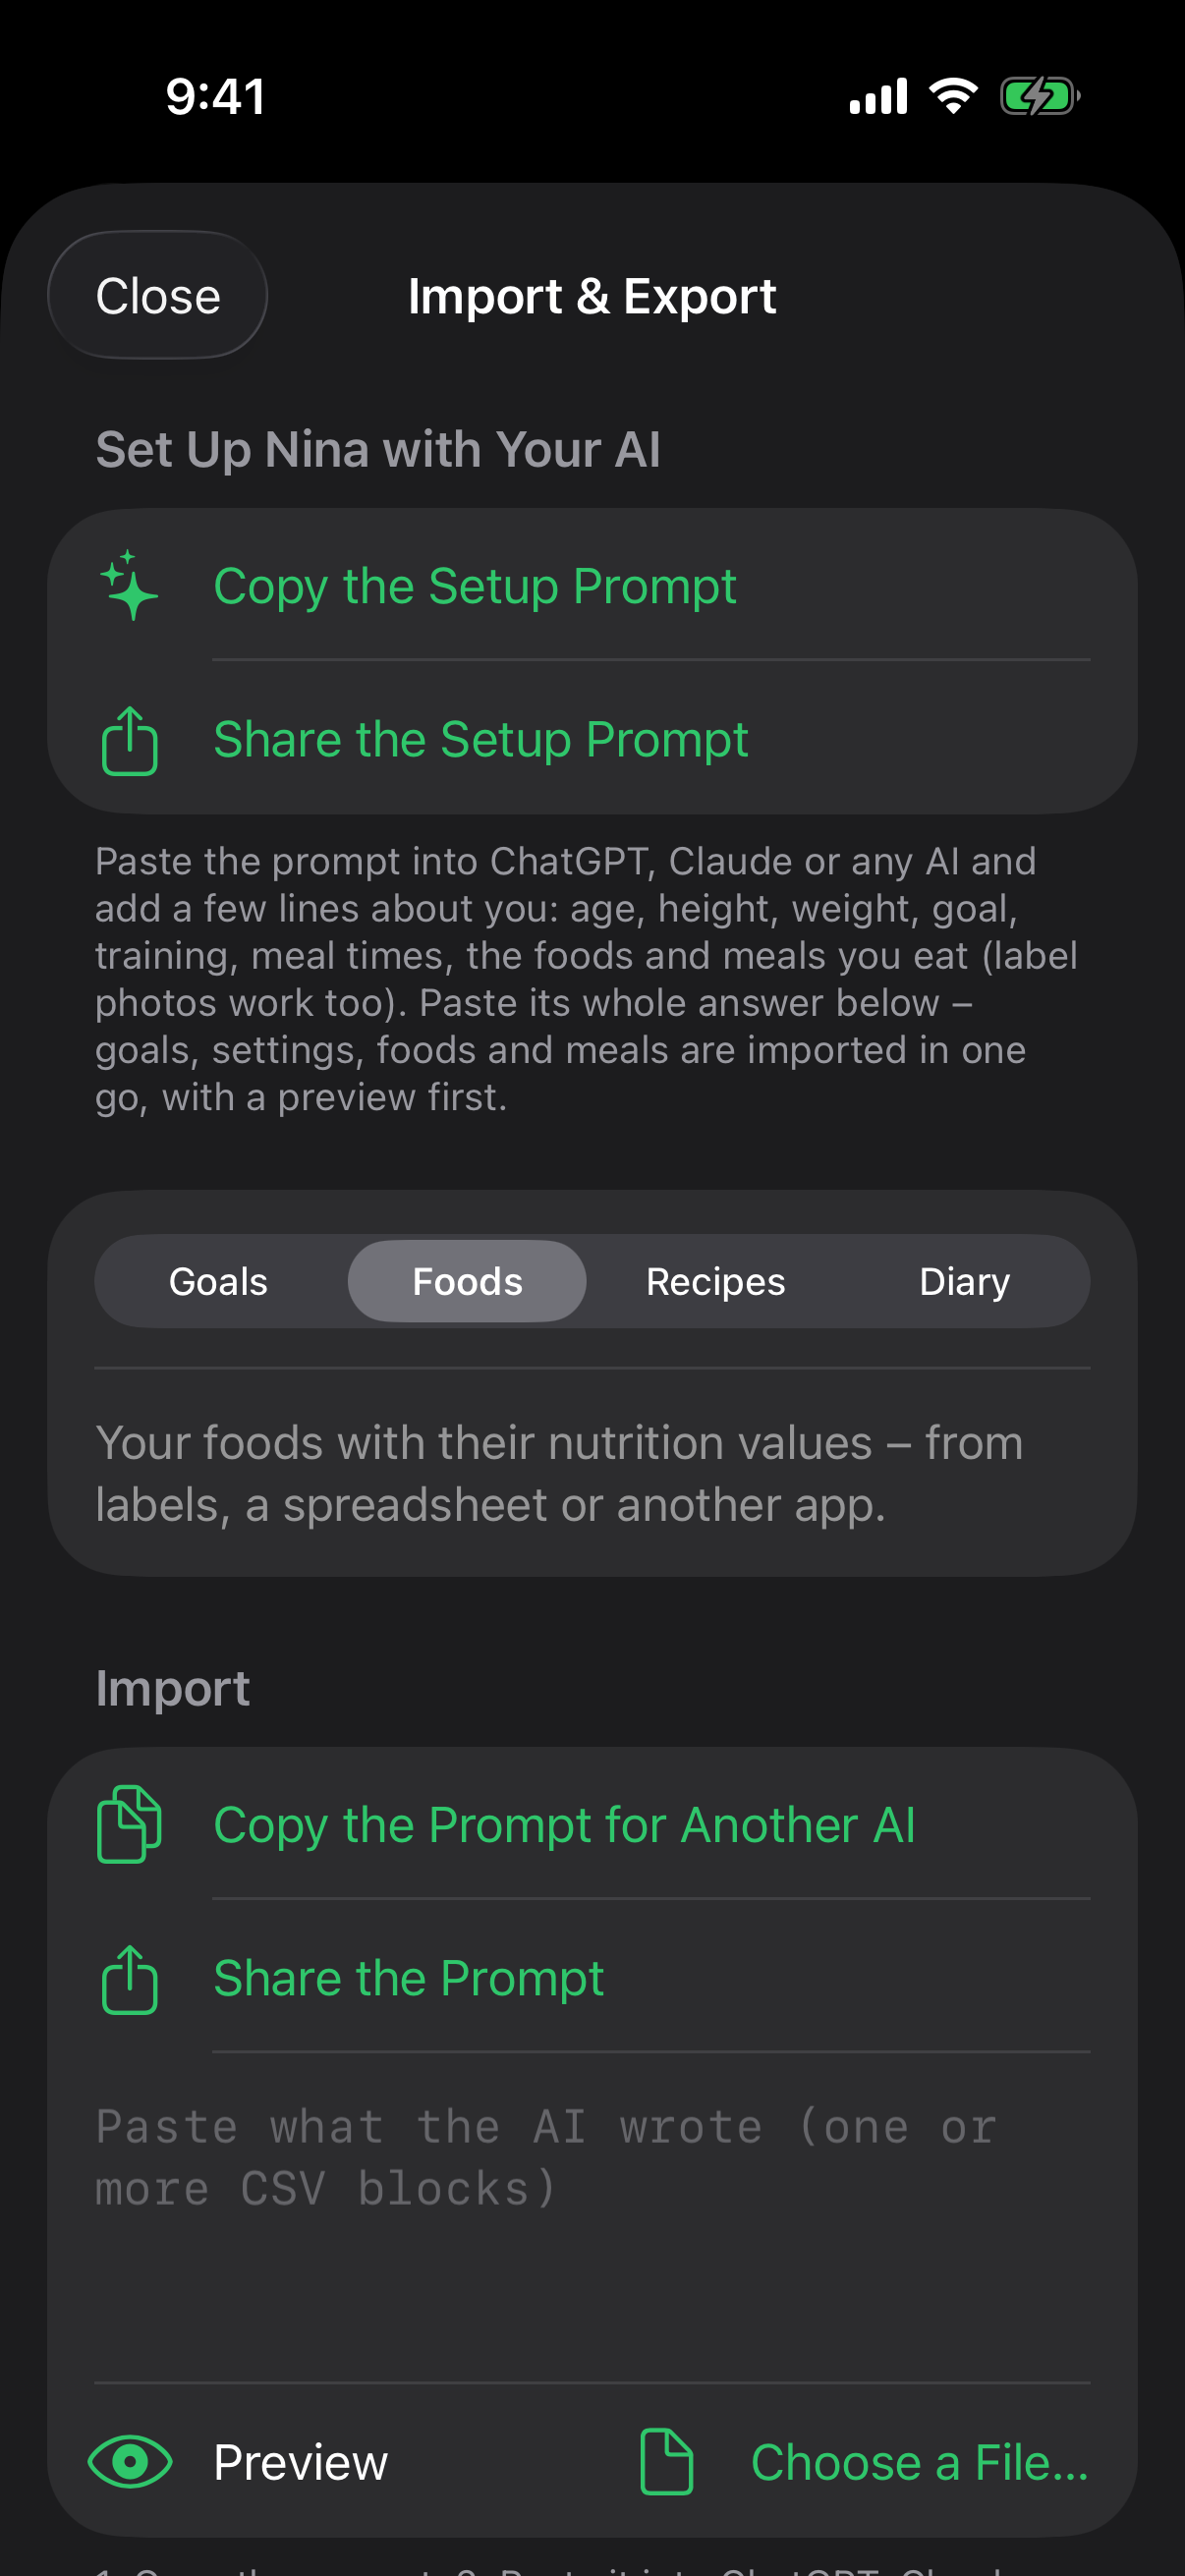 9:41
Close
Import & Export
Set Up Nina with Your AI
Copy the Setup Prompt
Share the Setup Prompt
Paste the prompt into ChatGPT, Claude or any AI and
add a few lines about you: age, height, weight, goal,
training, meal times, the foods and meals you eat (label
photos work too). Paste its whole answer below –
goals, settings, foods and meals are imported in one
go, with a preview first.
Goals
Foods
Recipes
Diary
Your foods with their nutrition values – from
labels, a spreadsheet or another app.
Import
Copy the Prompt for Another AI
Share the Prompt
Paste what the AI wrote (one or
more CSV blocks)
Preview
Choose a File...